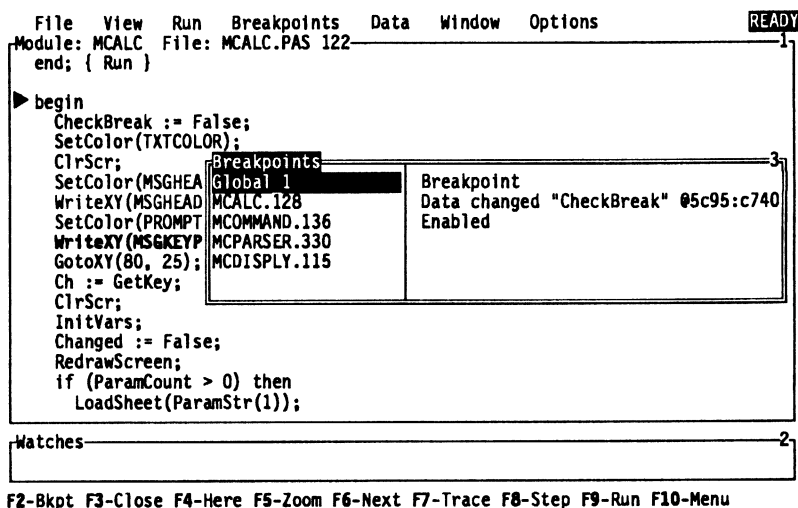 File View Run Breakpoints Data Window Options READY
Module: MCALC File: MCALC.PAS 122 1
end; { Run }
begin
CheckBreak := False;
SetColor(TXTCOLOR);
ClrScr;
Breakpoints 3
SetColor(MSGHEA Global 1 Breakpoint
WriteXY(MSGHEAD MCALC.128 Data changed "CheckBreak" @5c95:c740
SetColor(PROMPT MCOMMAND.136 Enabled
WriteXY(MSGKEYP MCPARSER.330
GotoXY(80, 25); MCDISPLY.115
Ch := GetKey;
ClrScr;
InitVars;
Changed := False;
RedrawScreen;
if (ParamCount > 0) then
LoadSheet(ParamStr(1));
Watches 2
F2-Bkpt F3-Close F4-Here F5-Zoom F6-Next F7-Trace F8-Step F9-Run F10-Menu